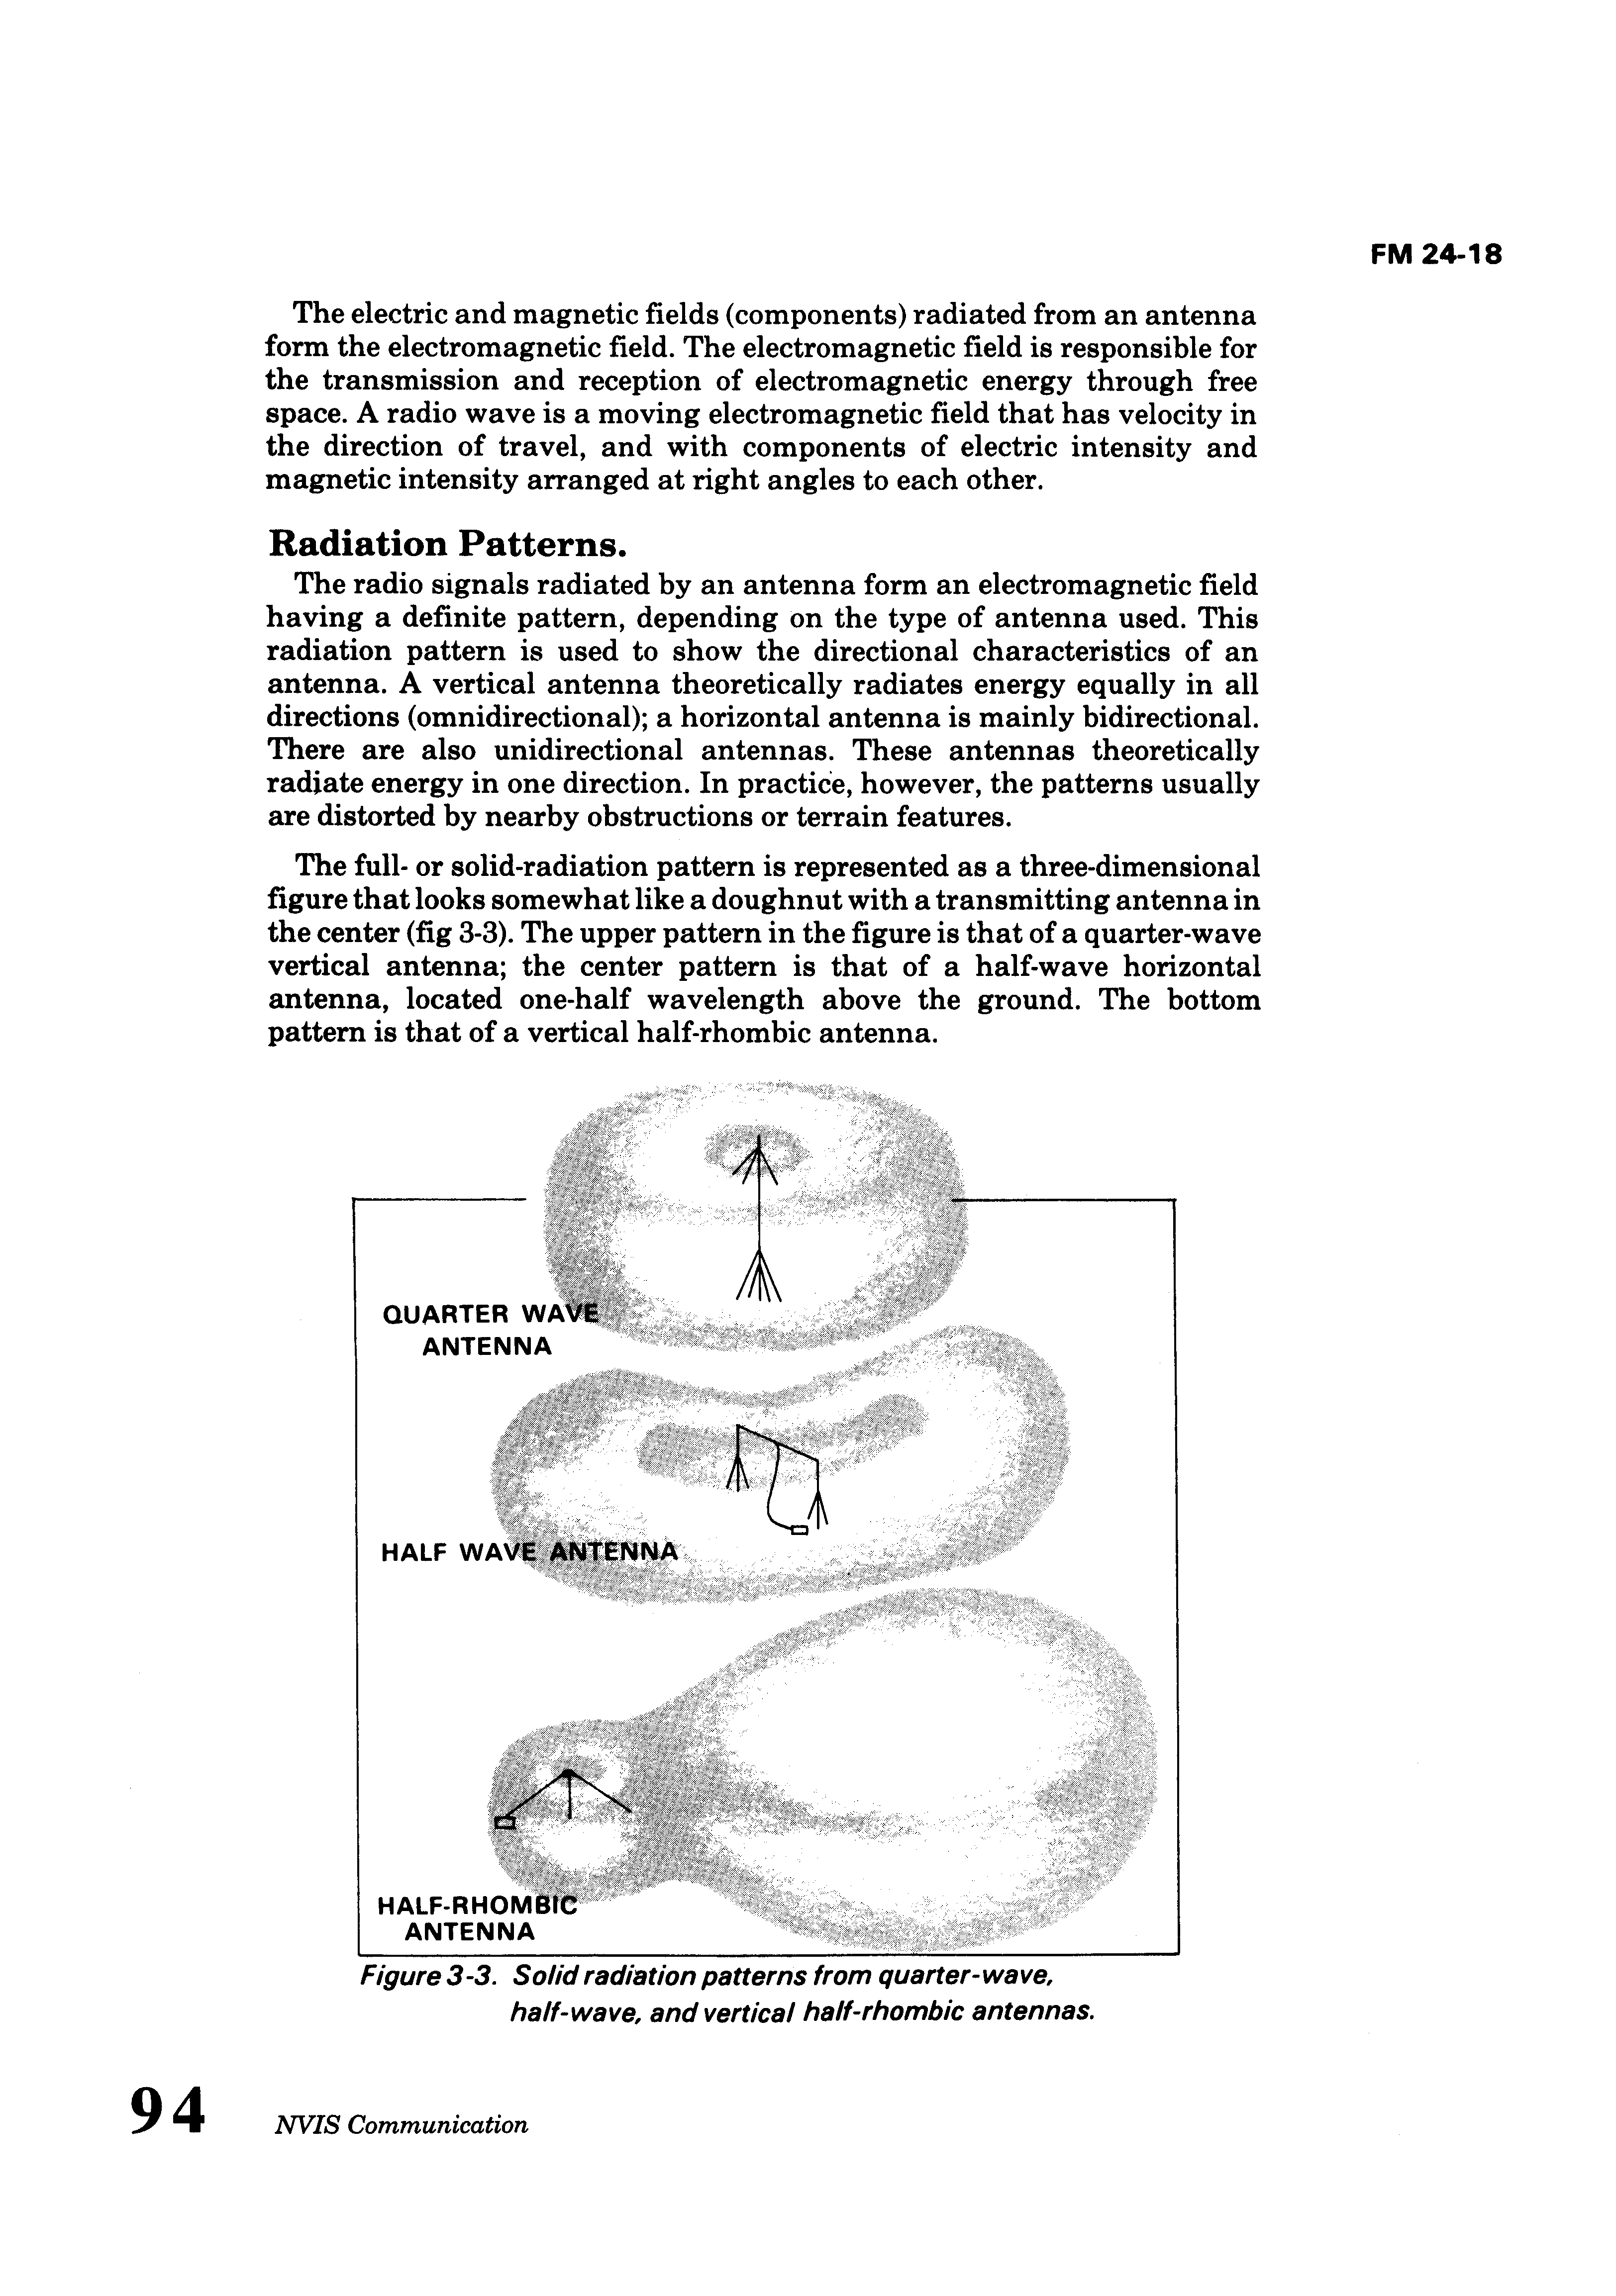 FM 24-18
The electric and magnetic fields (components) radiated from an antenna
form the electromagnetic field. The electromagnetic field is responsible for
the transmission and reception of electromagnetic energy through free
space. A radio wave is a moving electromagnetic field that has velocity in
the direction of travel, and with components of electric intensity and
magnetic intensity arranged at right angles to each other.
Radiation Patterns.
The radio signals radiated by an antenna form an electromagnetic field
having a definite pattern, depending on the type of antenna used. This
radiation pattern is used to show the directional characteristics of an
antenna. A vertical antenna theoretically radiates energy equally in all
directions (omnidirectional); a horizontal antenna is mainly bidirectional.
There are also unidirectional antennas. These antennas theoretically
radiate energy in one direction. In practice, however, the patterns usually
are distorted by nearby obstructions or terrain features.
The full- or solid-radiation pattern is represented as a three-dimensional
figure that looks somewhat like a doughnut with a transmitting antenna in
the center (fig 3-3). The upper pattern in the figure is that of a quarter-wave
vertical antenna; the center pattern is that of a half-wave horizontal
antenna, located one-half wavelength above the ground. The bottom
pattern is that of a vertical half-rhombic antenna.
QUARTER WAVE
ANTENNA
HALF WAVE ANTENNA
HALF-RHOMBIC
ANTENNA
Figure 3-3. Solid radiation patterns from quarter-wave,
half-wave, and vertical half-rhombic antennas.
94 NVIS Communication